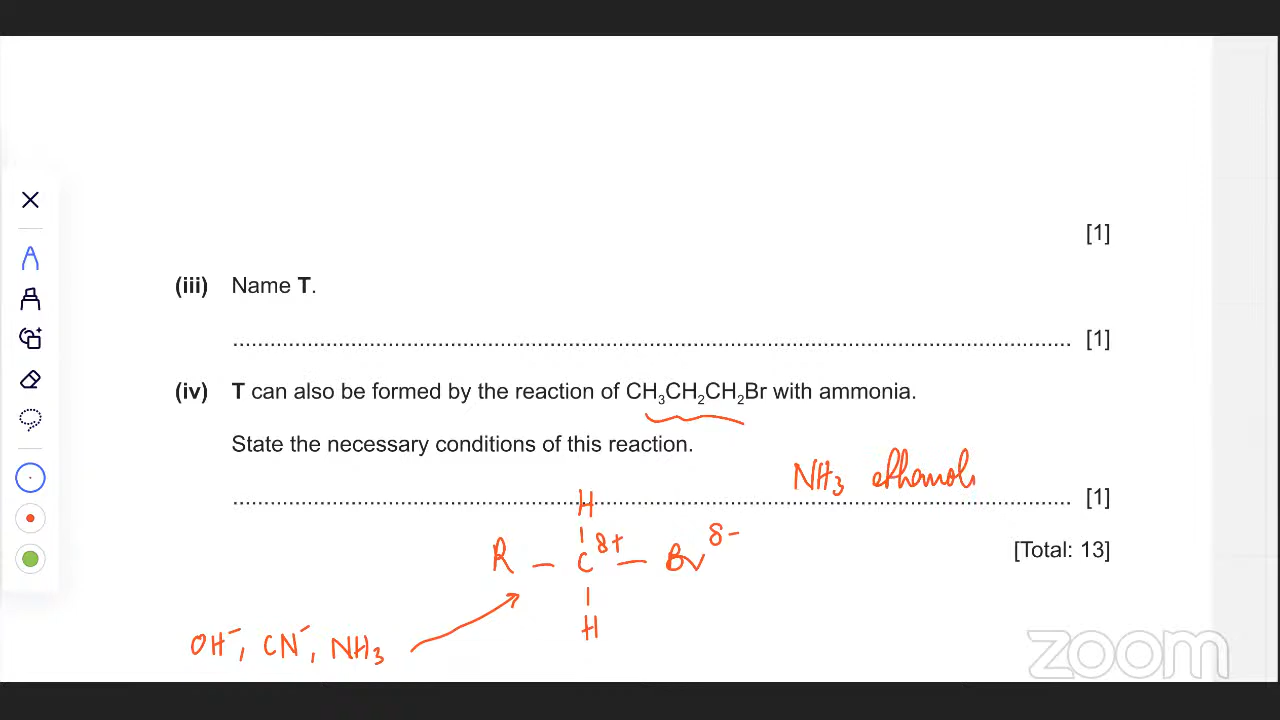 [1]
(iii) Name T.
[1]
(iv) T can also be formed by the reaction of CH₃CH₂CH₂Br with ammonia.
State the necessary conditions of this reaction.
NH₃ ethanol
[1]
[Total: 13]
H
R – C δ+ – Br δ–
H
OH⁻, CN⁻, NH₃
zoom